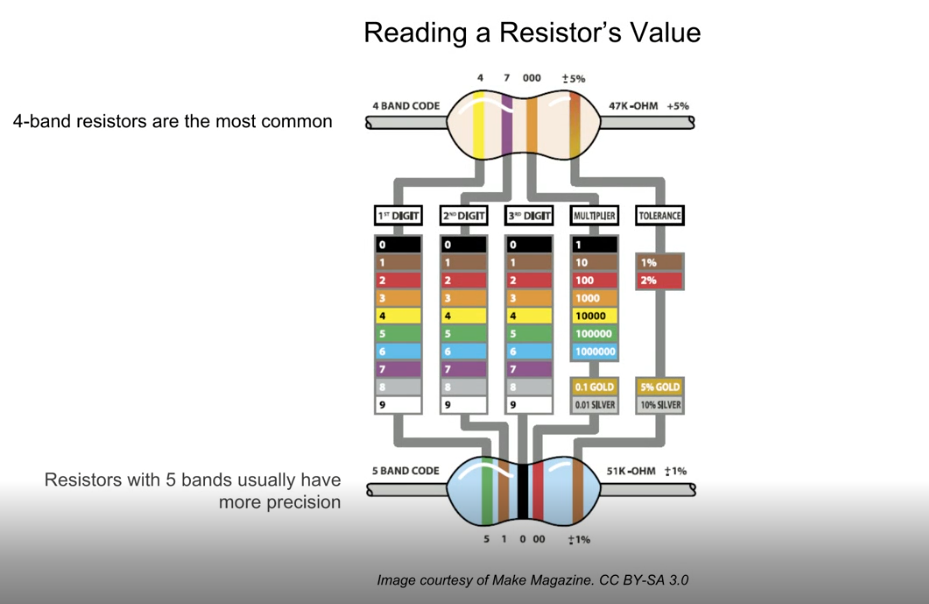 Reading a Resistor's Value
4 7 000 ±5%
4 BAND CODE
47K-OHM +5%
4-band resistors are the most common
1ST DIGIT
2ND DIGIT
3RD DIGIT
MULTIPLIER
TOLERANCE
0 0 0 1
1 1 1 10 1%
2 2 2 100 2%
3 3 3 1000
4 4 4 10000
5 5 5 100000
6 6 6 1000000
7 7 7
8 8 8 0.1 GOLD 5% GOLD
9 9 9 0.01 SILVER 10% SILVER
5 BAND CODE
51K-OHM ±1%
Resistors with 5 bands usually have
more precision
5 1 0 00 ±1%
Image courtesy of Make Magazine. CC BY-SA 3.0